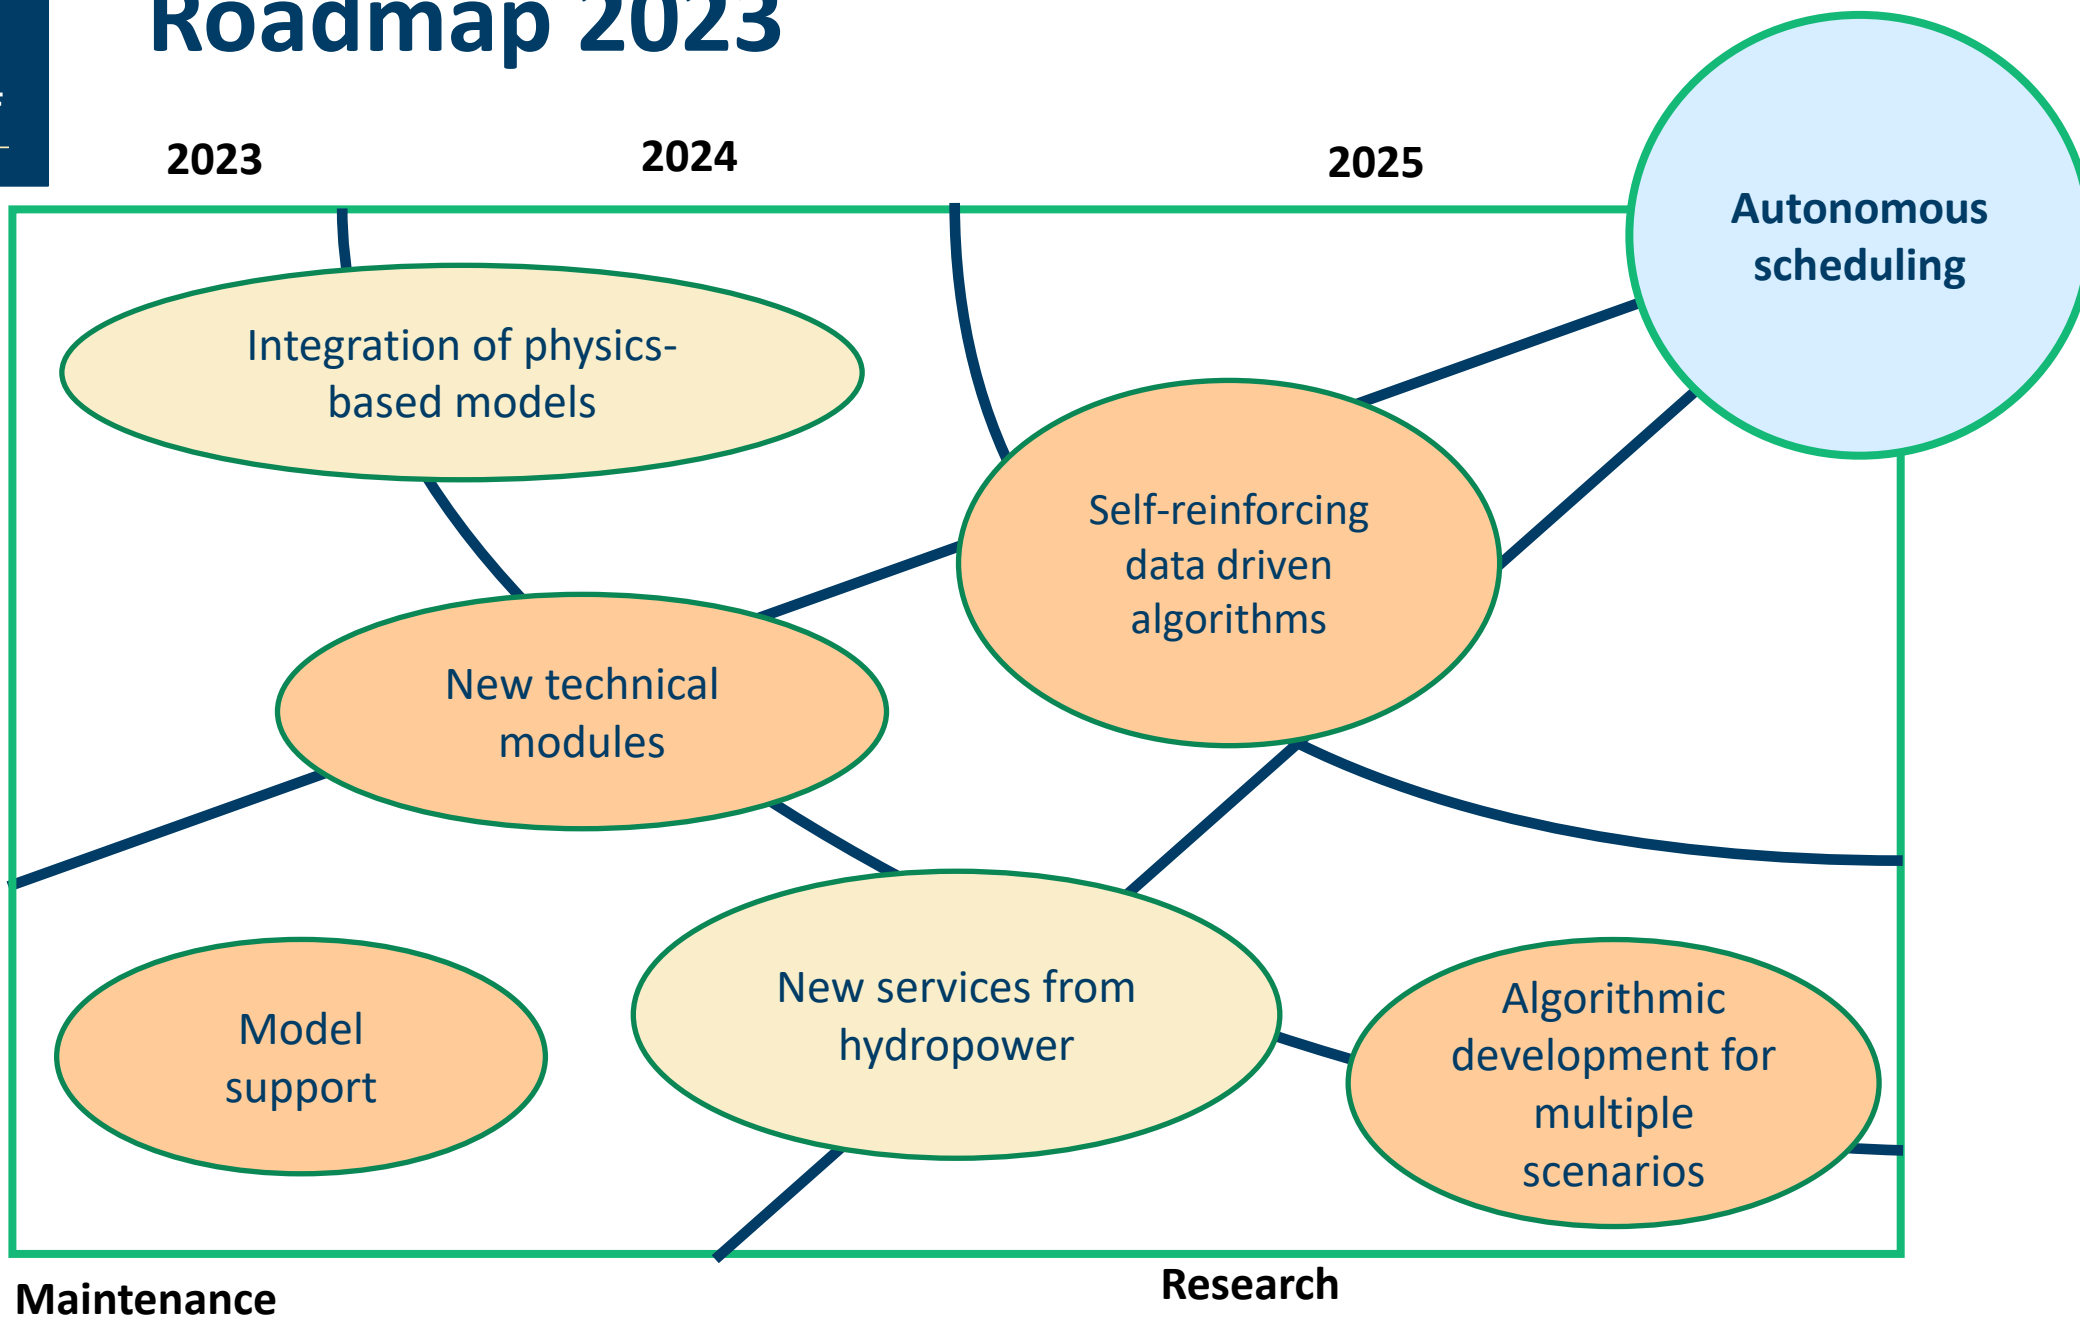 Roadmap 2023
2023
2024
2025
Autonomous
scheduling
Integration of physics-
based models
Self-reinforcing
data driven
algorithms
New technical
modules
Model
support
New services from
hydropower
Algorithmic
development for
multiple
scenarios
Maintenance
Research